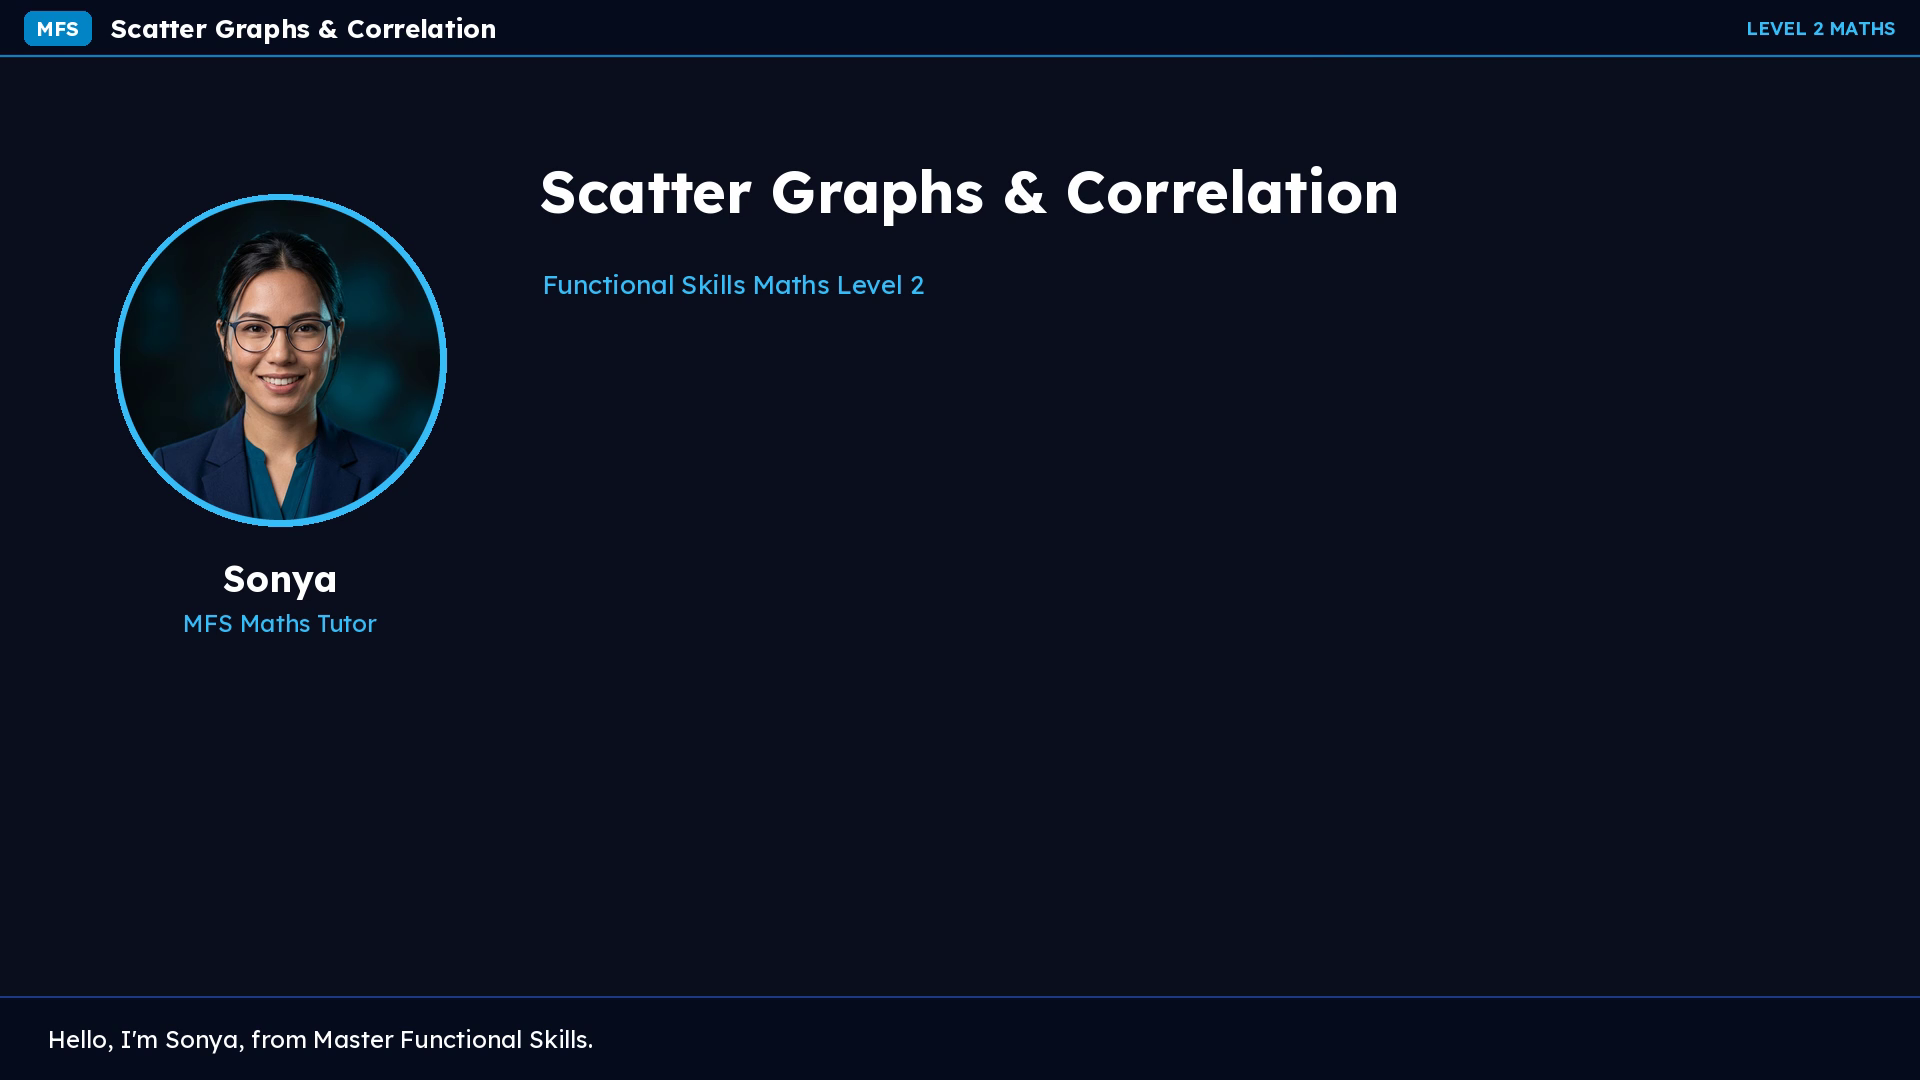 MFS
Scatter Graphs & Correlation
LEVEL 2 MATHS
Scatter Graphs & Correlation
Functional Skills Maths Level 2
Sonya
MFS Maths Tutor
Hello, I'm Sonya, from Master Functional Skills.